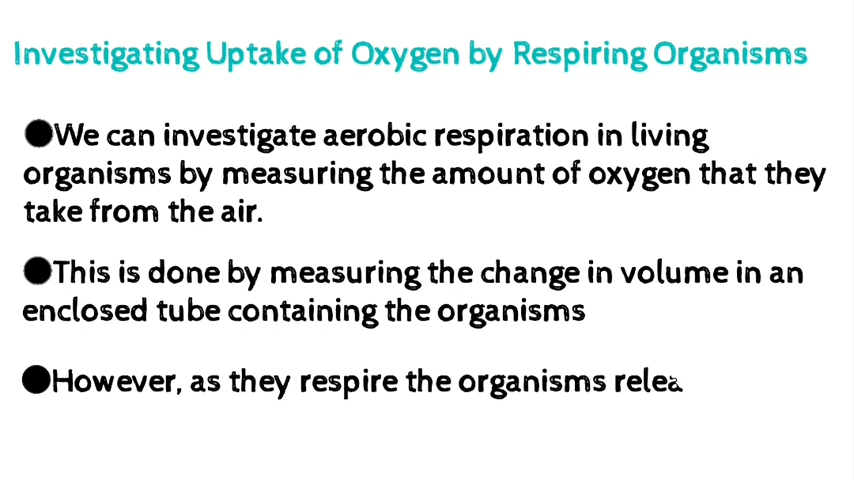 Investigating Uptake of Oxygen by Respiring Organisms
●We can investigate aerobic respiration in living
organisms by measuring the amount of oxygen that they
take from the air.
●This is done by measuring the change in volume in an
enclosed tube containing the organisms
●However, as they respire the organisms relea